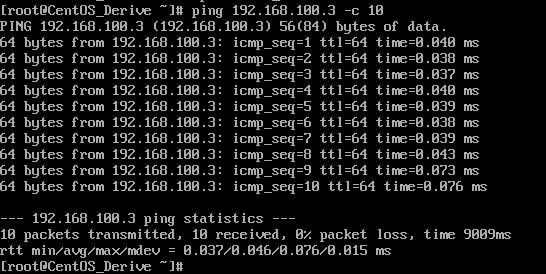 [root@CentOS_Derive ~]# ping 192.168.100.3 -c 10
PING 192.168.100.3 (192.168.100.3) 56(84) bytes of data.
64 bytes from 192.168.100.3: icmp_seq=1 ttl=64 time=0.040 ms
64 bytes from 192.168.100.3: icmp_seq=2 ttl=64 time=0.038 ms
64 bytes from 192.168.100.3: icmp_seq=3 ttl=64 time=0.037 ms
64 bytes from 192.168.100.3: icmp_seq=4 ttl=64 time=0.040 ms
64 bytes from 192.168.100.3: icmp_seq=5 ttl=64 time=0.039 ms
64 bytes from 192.168.100.3: icmp_seq=6 ttl=64 time=0.038 ms
64 bytes from 192.168.100.3: icmp_seq=7 ttl=64 time=0.039 ms
64 bytes from 192.168.100.3: icmp_seq=8 ttl=64 time=0.043 ms
64 bytes from 192.168.100.3: icmp_seq=9 ttl=64 time=0.073 ms
64 bytes from 192.168.100.3: icmp_seq=10 ttl=64 time=0.076 ms
--- 192.168.100.3 ping statistics ---
10 packets transmitted, 10 received, 0% packet loss, time 9009ms
rtt min/avg/max/mdev = 0.037/0.046/0.076/0.015 ms
[root@CentOS_Derive ~]#